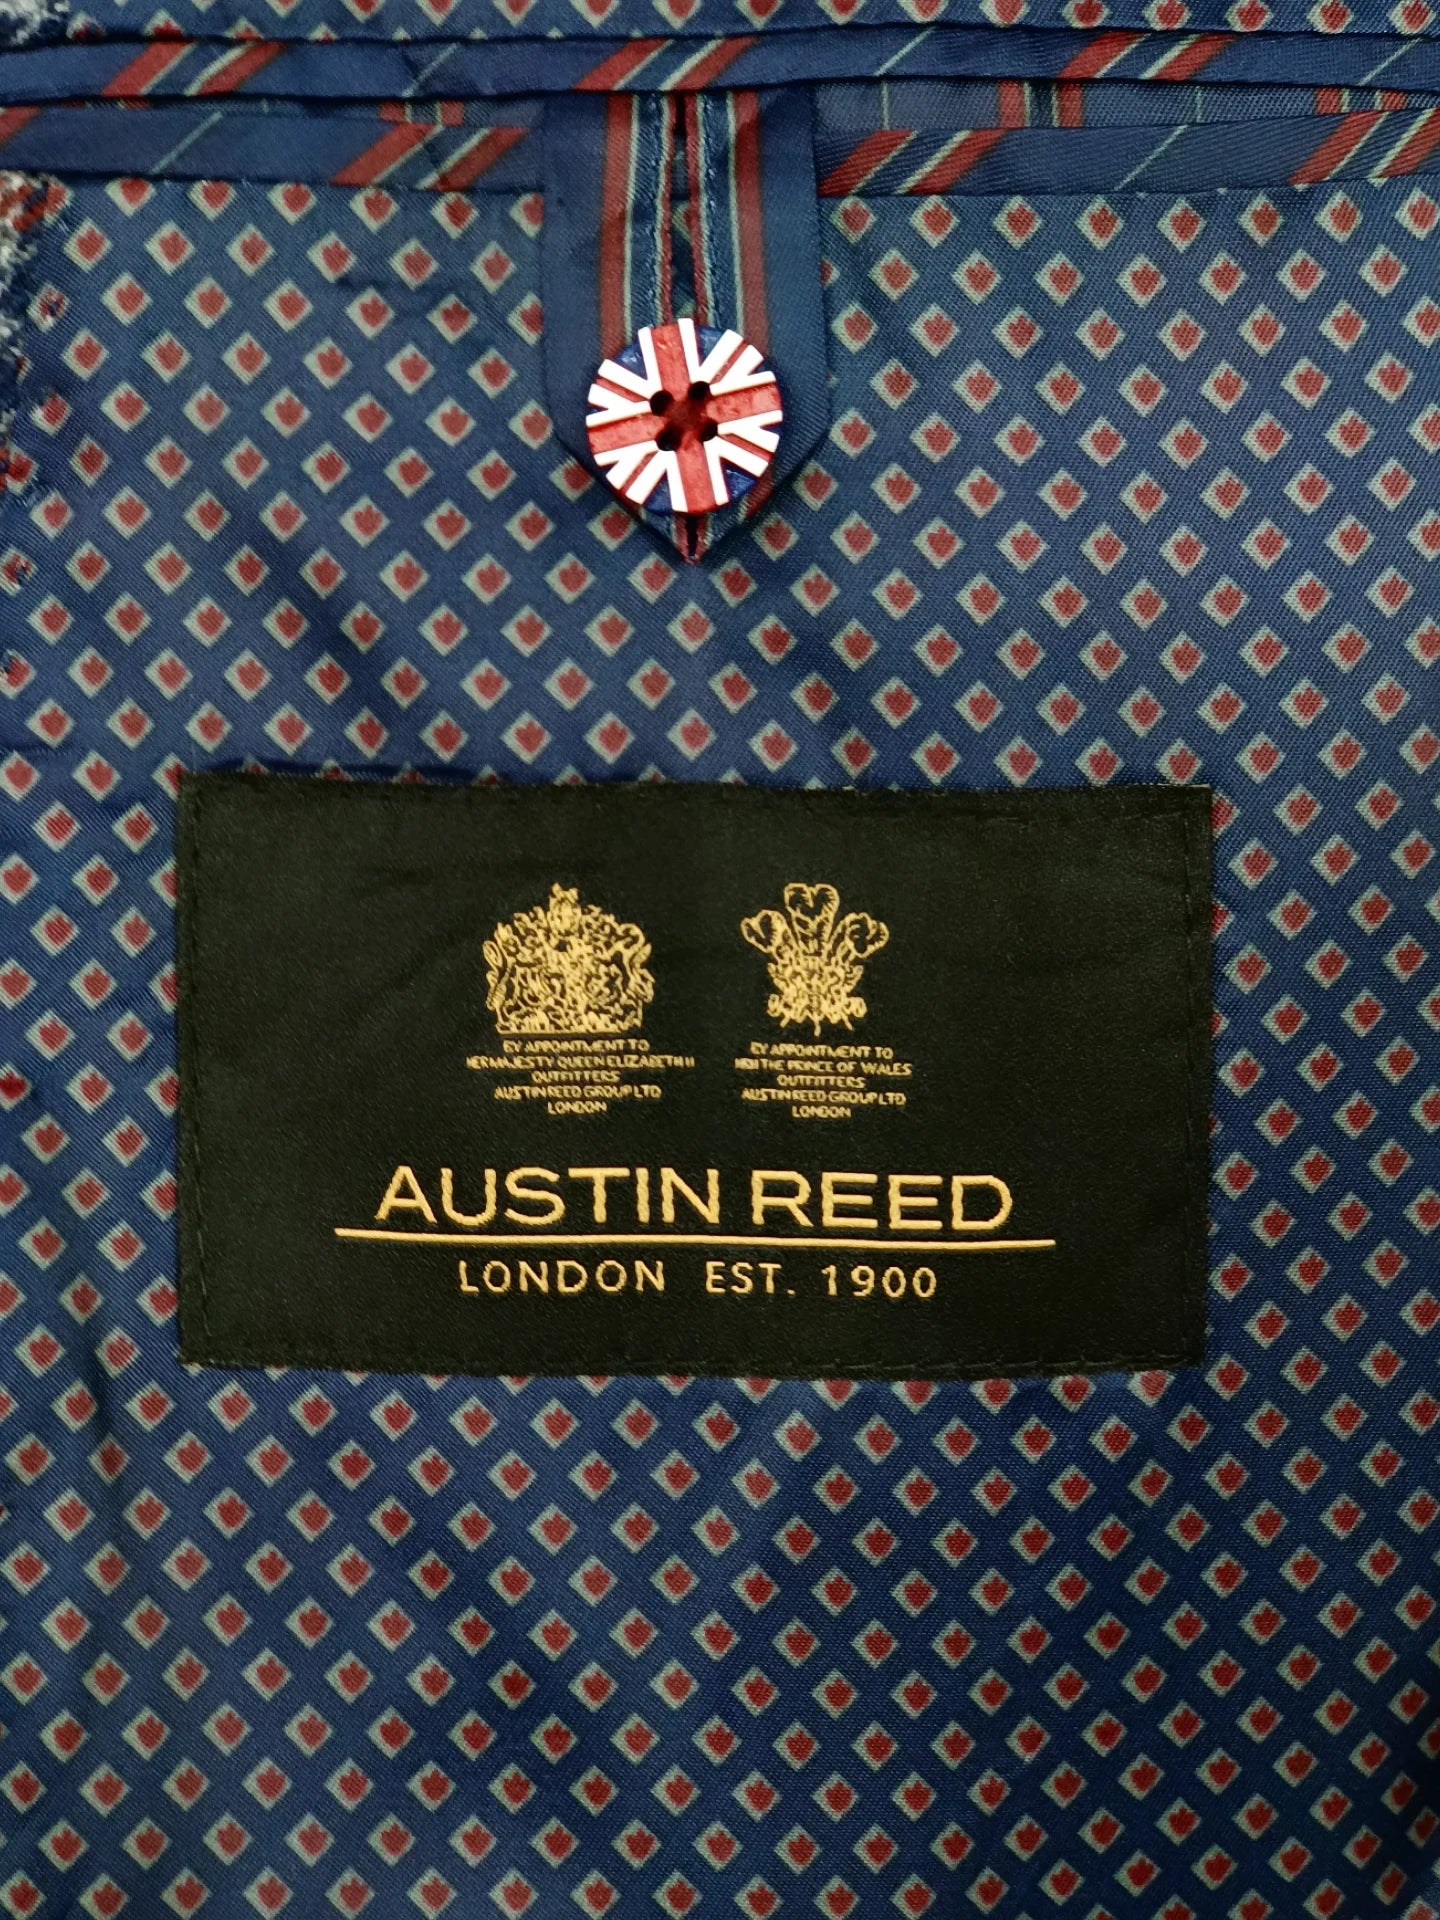 BY APPOINTMENT TO
HER MAJESTY QUEEN ELIZABETH II
OUTFITTERS
AUSTIN REED GROUP LTD
LONDON
BY APPOINTMENT TO
HRH THE PRINCE OF WALES
OUTFITTERS
AUSTIN REED GROUP LTD
LONDON
AUSTIN REED
LONDON EST. 1900